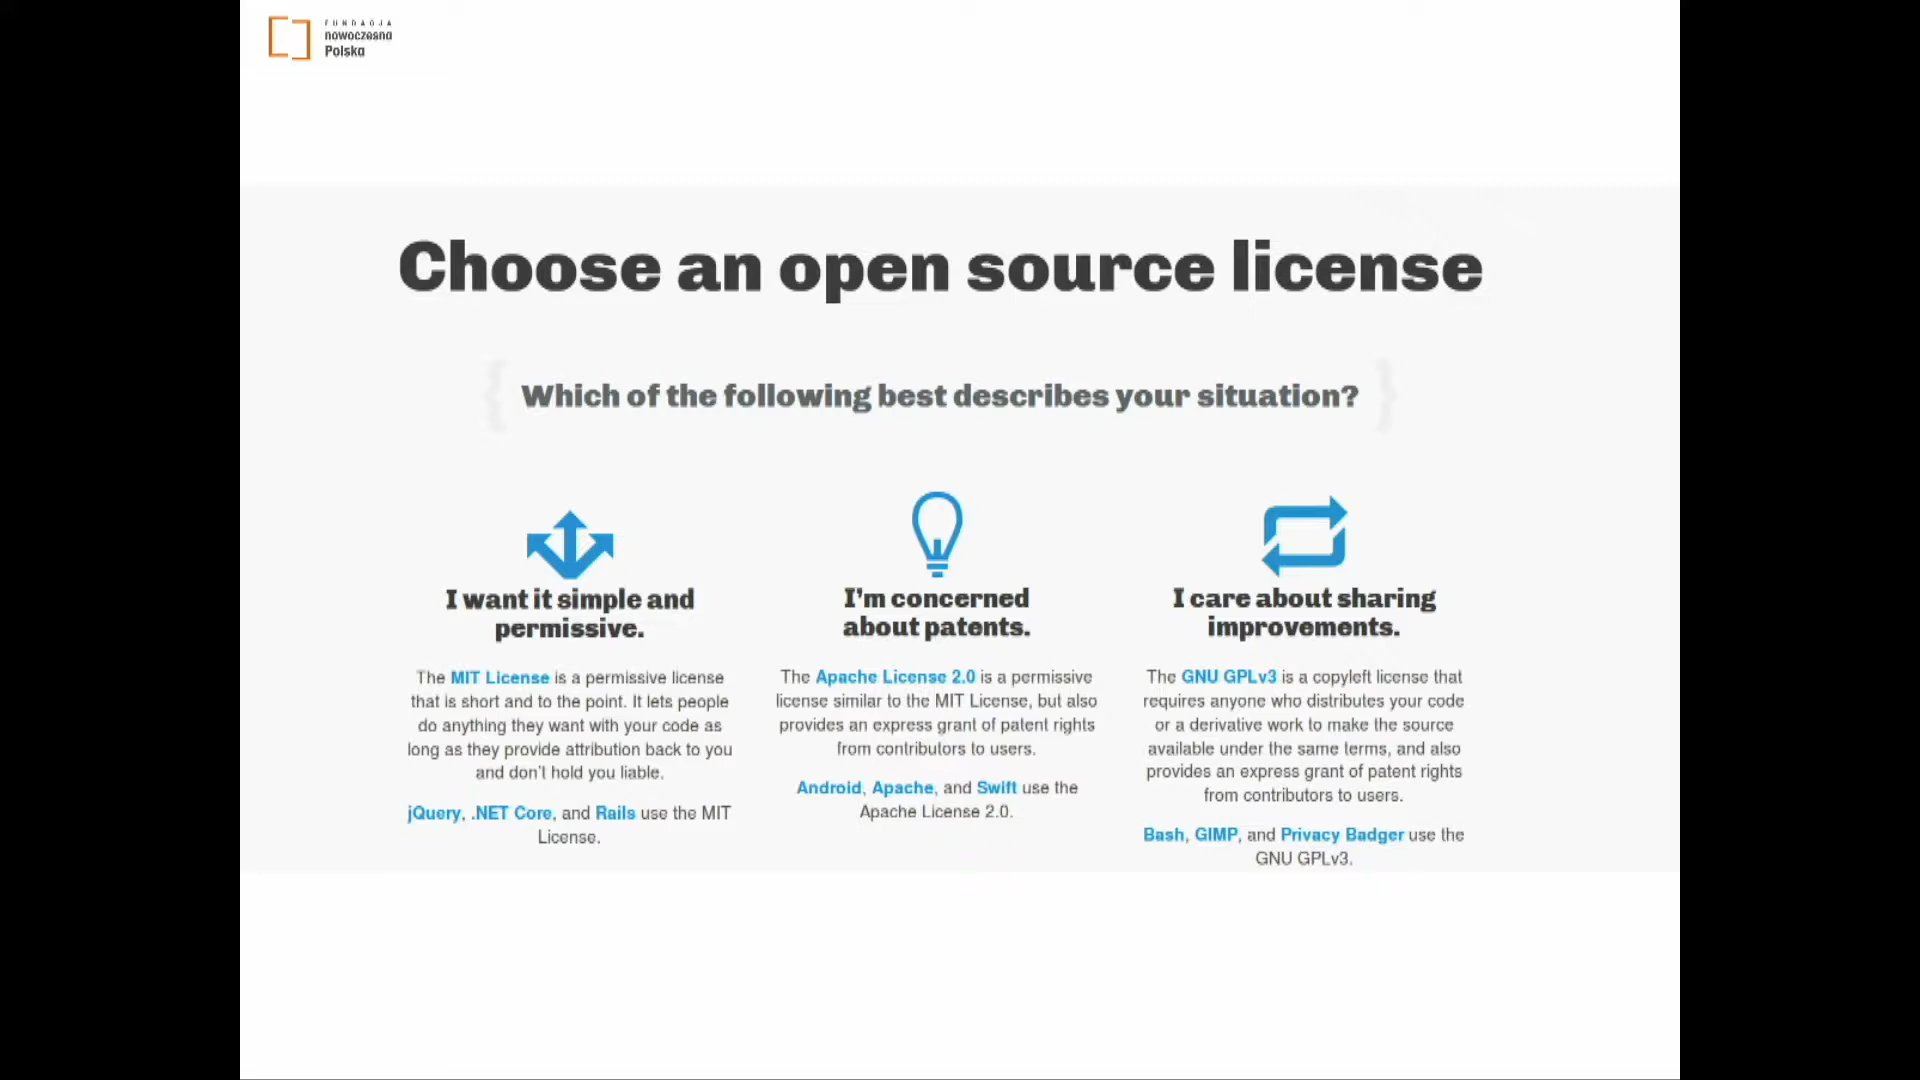 FUNDACJA
nowoczesna
Polska
Choose an open source license
{ Which of the following best describes your situation? }
I want it simple and
permissive.
The MIT License is a permissive license
that is short and to the point. It lets people
do anything they want with your code as
long as they provide attribution back to you
and don't hold you liable.
jQuery, .NET Core, and Rails use the MIT
License.
I'm concerned
about patents.
The Apache License 2.0 is a permissive
license similar to the MIT License, but also
provides an express grant of patent rights
from contributors to users.
Android, Apache, and Swift use the
Apache License 2.0.
I care about sharing
improvements.
The GNU GPLv3 is a copyleft license that
requires anyone who distributes your code
or a derivative work to make the source
available under the same terms, and also
provides an express grant of patent rights
from contributors to users.
Bash, GIMP, and Privacy Badger use the
GNU GPLv3.